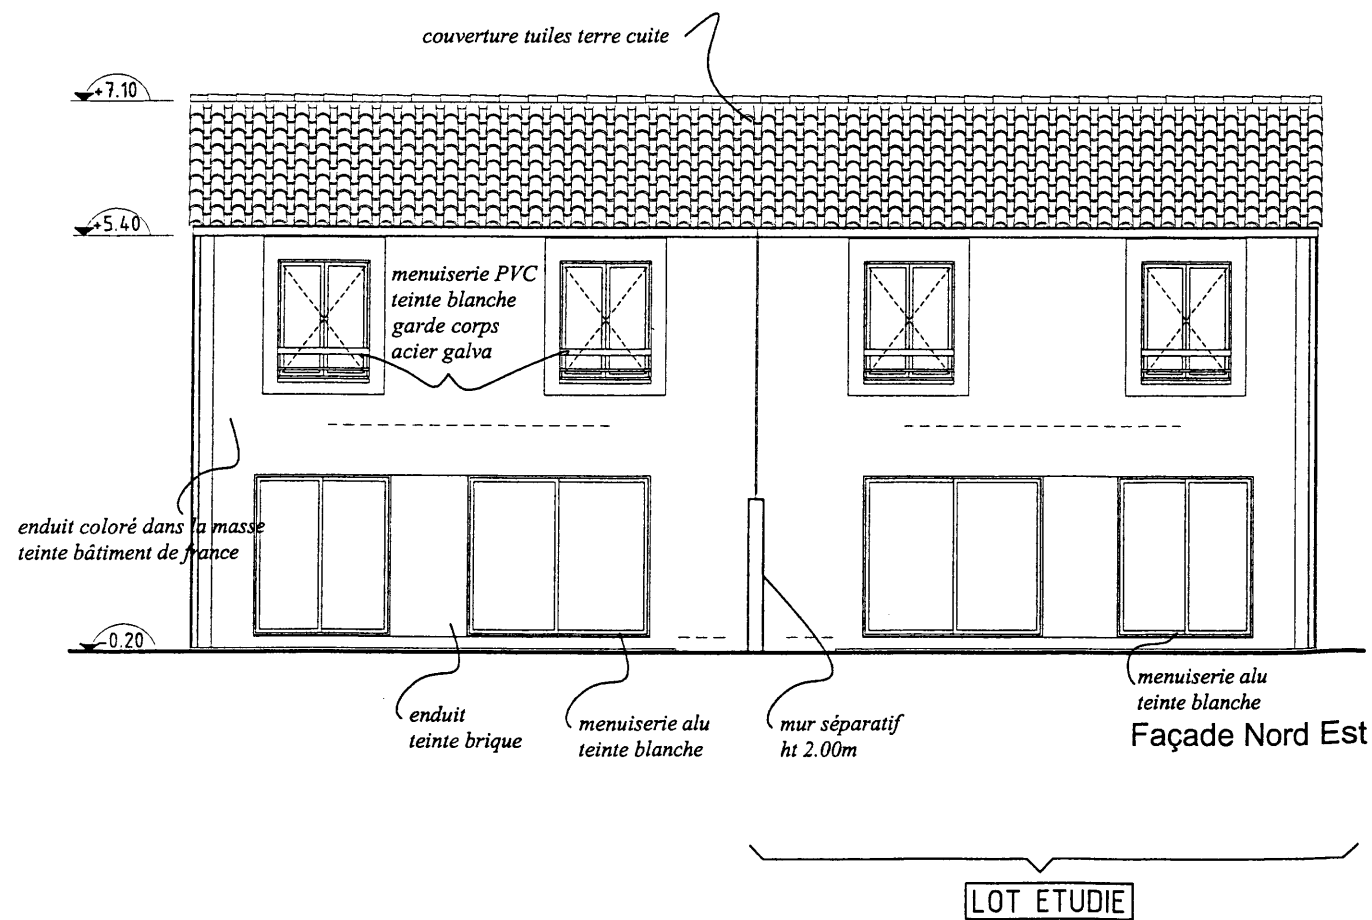 couverture tuiles terre cuite
+7.10
+5.40
menuiserie PVC
teinte blanche
garde corps
acier galva
enduit coloré dans la masse
teinte bâtiment de france
-0.20
enduit
teinte brique
menuiserie alu
teinte blanche
mur séparatif
ht 2.00m
menuiserie alu
teinte blanche
Façade Nord Est
LOT ETUDIE